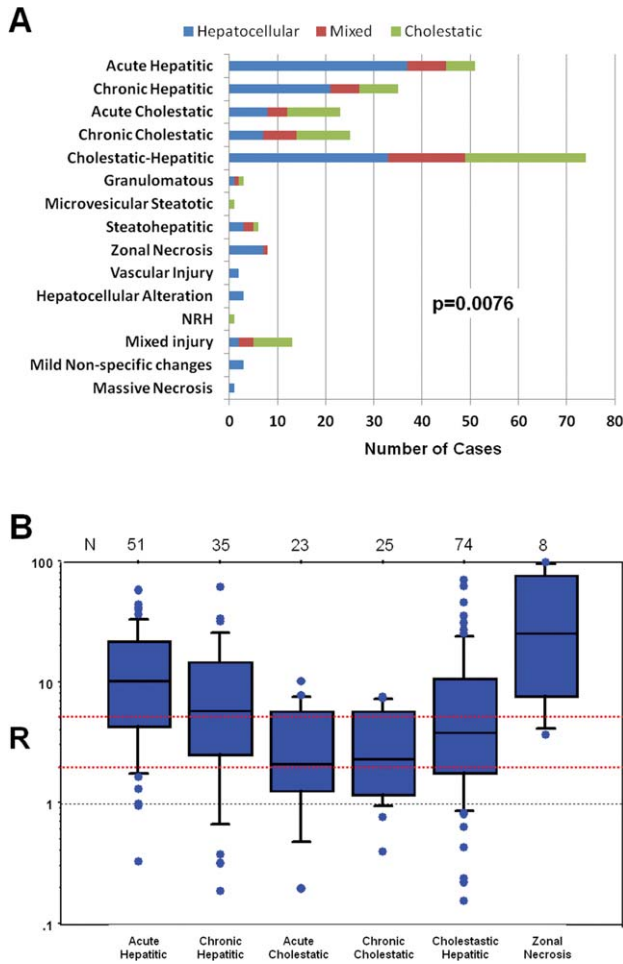 A
Hepatocellular Mixed Cholestatic
Acute Hepatitic
Chronic Hepatitic
Acute Cholestatic
Chronic Cholestatic
Cholestatic-Hepatitic
Granulomatous
Microvesicular Steatotic
Steatohepatitic
Zonal Necrosis
Vascular Injury
Hepatocellular Alteration
p=0.0076
NRH
Mixed injury
Mild Non-specific changes
Massive Necrosis
0 10 20 30 40 50 60 70 80
Number of Cases
B
N 51 35 23 25 74 8
100
10
R
1
.1
Acute Chronic Acute Chronic Cholestastic Zonal
Hepatitic Hepatitic Cholestatic Cholestatic Hepatitic Necrosis